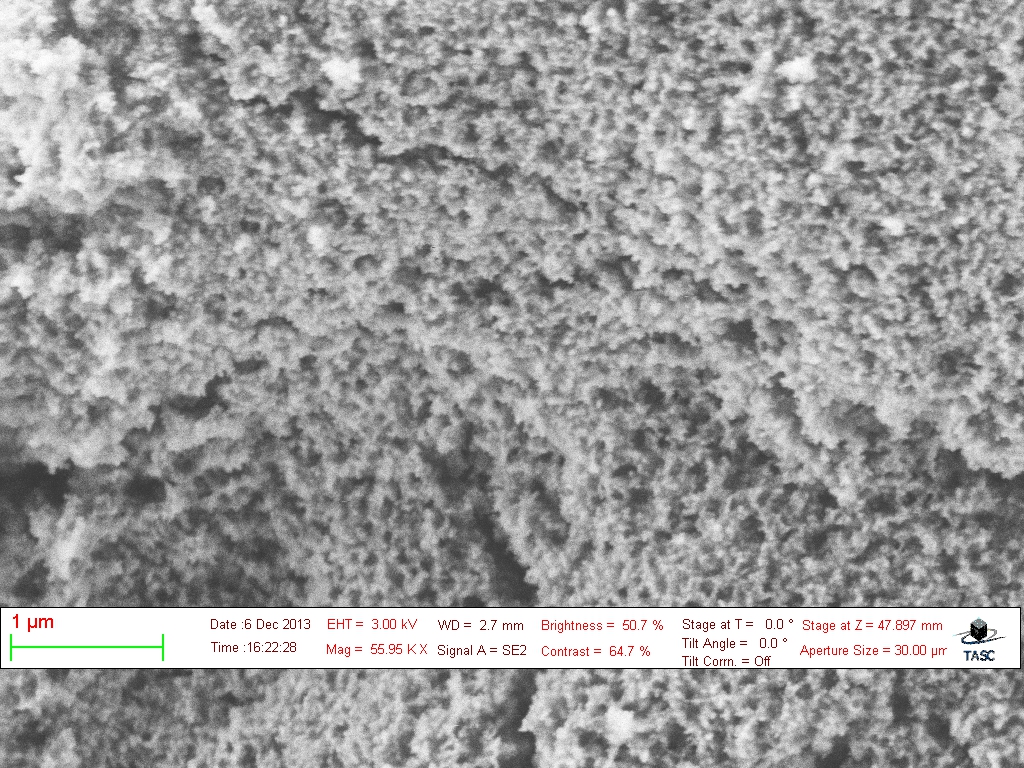 1 µm
Date :6 Dec 2013 EHT = 3.00 kV WD = 2.7 mm Brightness = 50.7 % Stage at T = 0.0 ° Stage at Z = 47.897 mm
Time :16:22:28 Mag = 55.95 K X Signal A = SE2 Contrast = 64.7 % Tilt Angle = 0.0 ° Aperture Size = 30.00 µm
Tilt Corrn. = Off
TASC